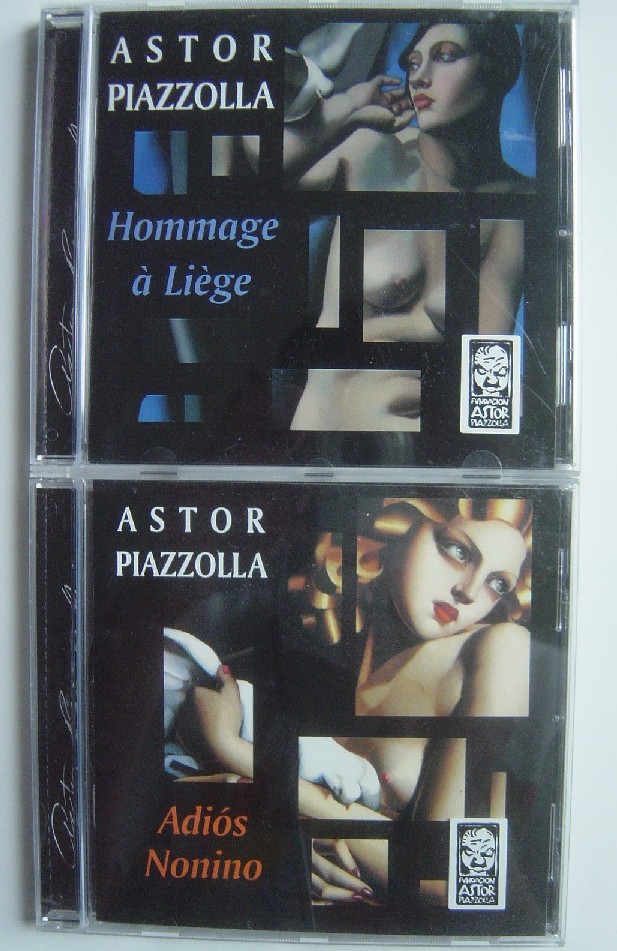 ASTOR
PIAZZOLLA
Hommage
à Liège
FUNDACION
ASTOR
PIAZZOLLA
ASTOR
PIAZZOLLA
Adiós
Nonino
FUNDACION
ASTOR
PIAZZOLLA